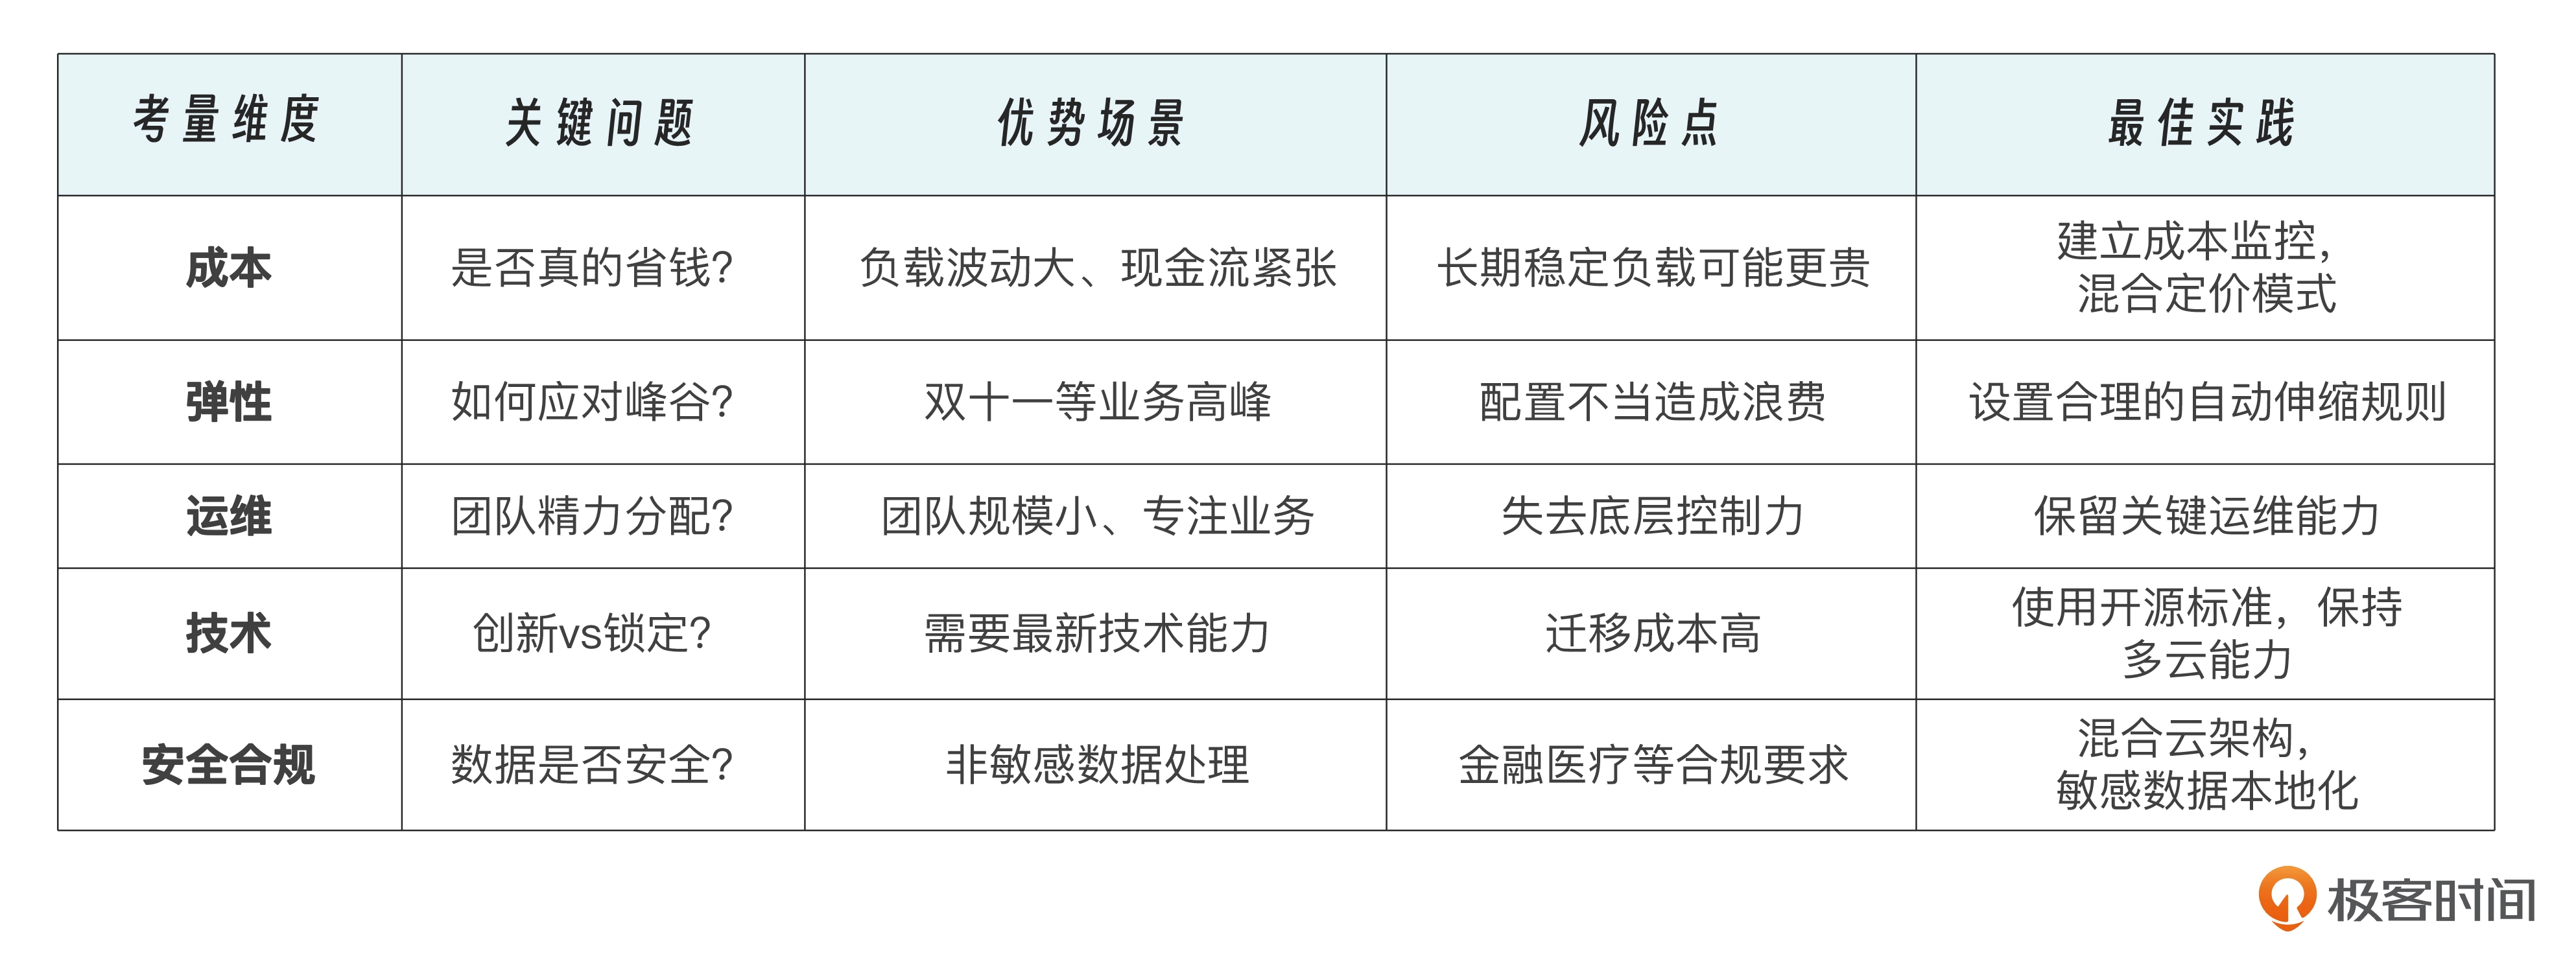 考量维度 关键问题 优势场景 风险点 最佳实践
成本 是否真的省钱? 负载波动大、现金流紧张 长期稳定负载可能更贵 建立成本监控,
混合定价模式
弹性 如何应对峰谷? 双十一等业务高峰 配置不当造成浪费 设置合理的自动伸缩规则
运维 团队精力分配? 团队规模小、专注业务 失去底层控制力 保留关键运维能力
技术 创新vs锁定? 需要最新技术能力 迁移成本高 使用开源标准，保持
多云能力
安全合规 数据是否安全? 非敏感数据处理 金融医疗等合规要求 混合云架构,
敏感数据本地化
极客时间